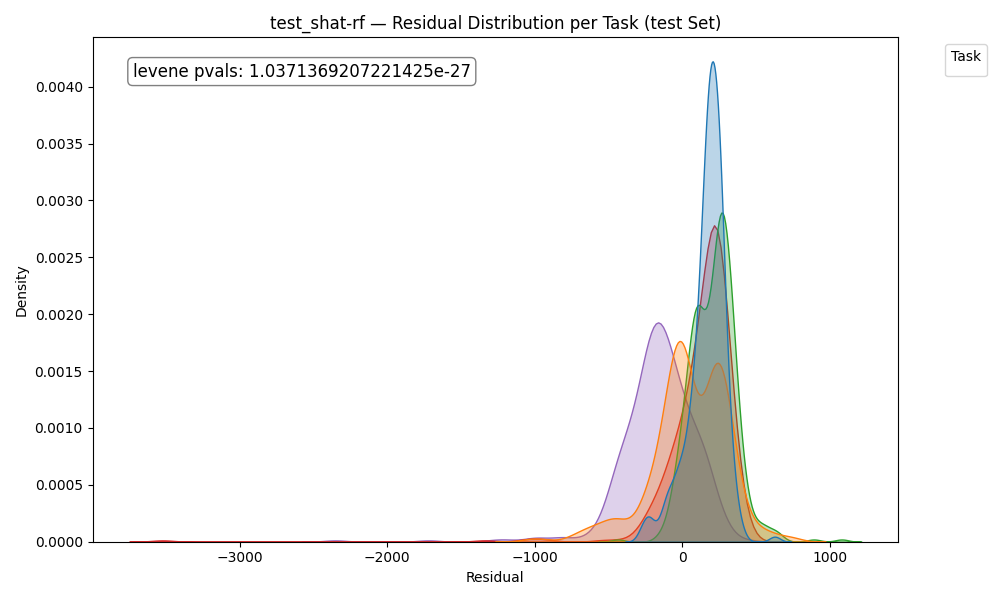 test_shat-rf — Residual Distribution per Task (test Set)
levene pvals: 1.0371369207221425e-27
Task
0.0040
0.0035
0.0030
0.0025
0.0020
0.0015
0.0010
0.0005
0.0000
Density
−3000
−2000
−1000
0
1000
Residual